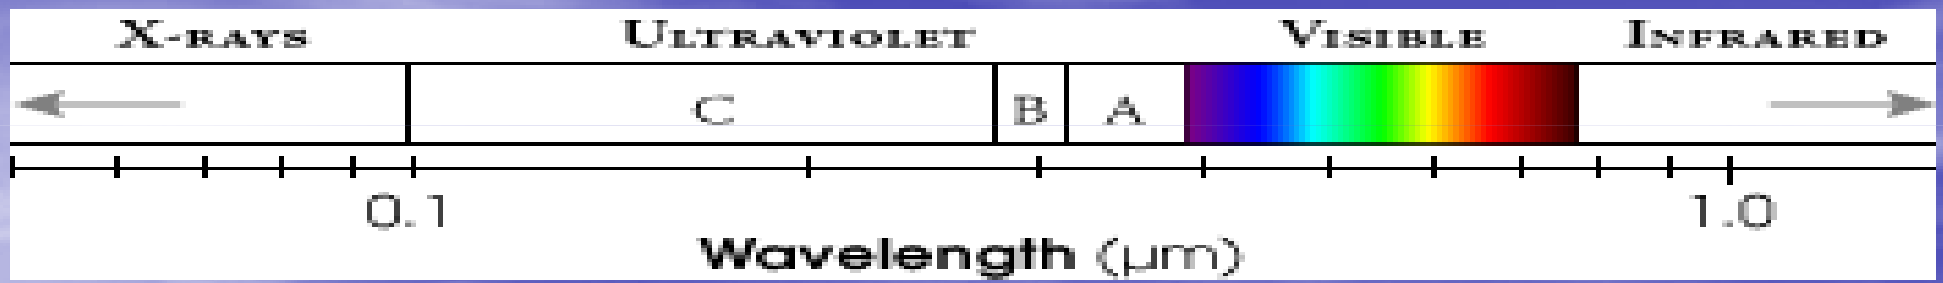 X-RAYS ULTRAVIOLET VISIBLE INFRARED
C B A
0.1 1.0
Wavelength (μm)